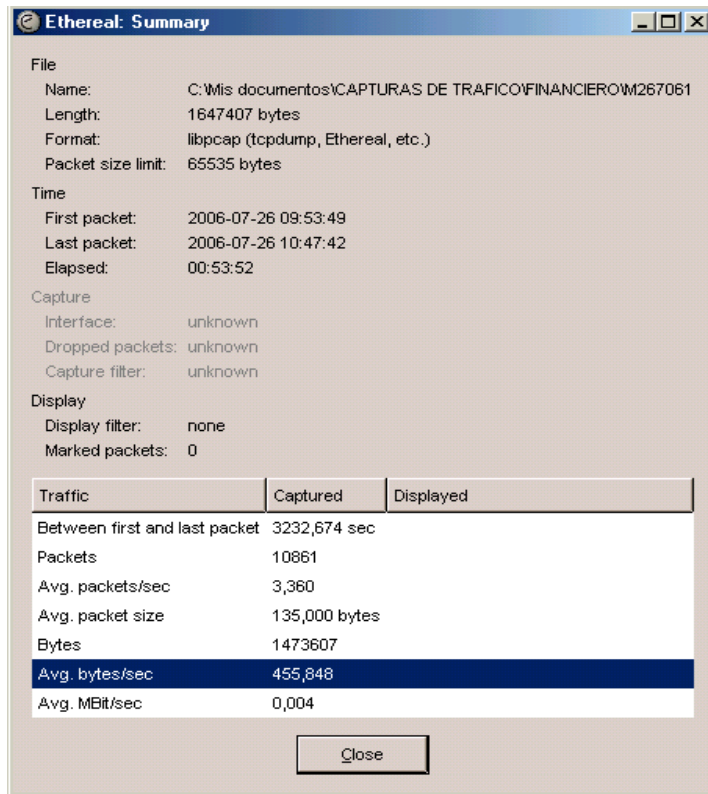 Ethereal: Summary
File
Name: C:\Mis documentos\CAPTURAS DE TRAFICO\FINANCIERO\M267061
Length: 1647407 bytes
Format: libpcap (tcpdump, Ethereal, etc.)
Packet size limit: 65535 bytes
Time
First packet: 2006-07-26 09:53:49
Last packet: 2006-07-26 10:47:42
Elapsed: 00:53:52
Capture
Interface: unknown
Dropped packets: unknown
Capture filter: unknown
Display
Display filter: none
Marked packets: 0
Traffic Captured Displayed
Between first and last packet 3232,674 sec
Packets 10861
Avg. packets/sec 3,360
Avg. packet size 135,000 bytes
Bytes 1473607
Avg. bytes/sec 455,848
Avg. MBit/sec 0,004
Close